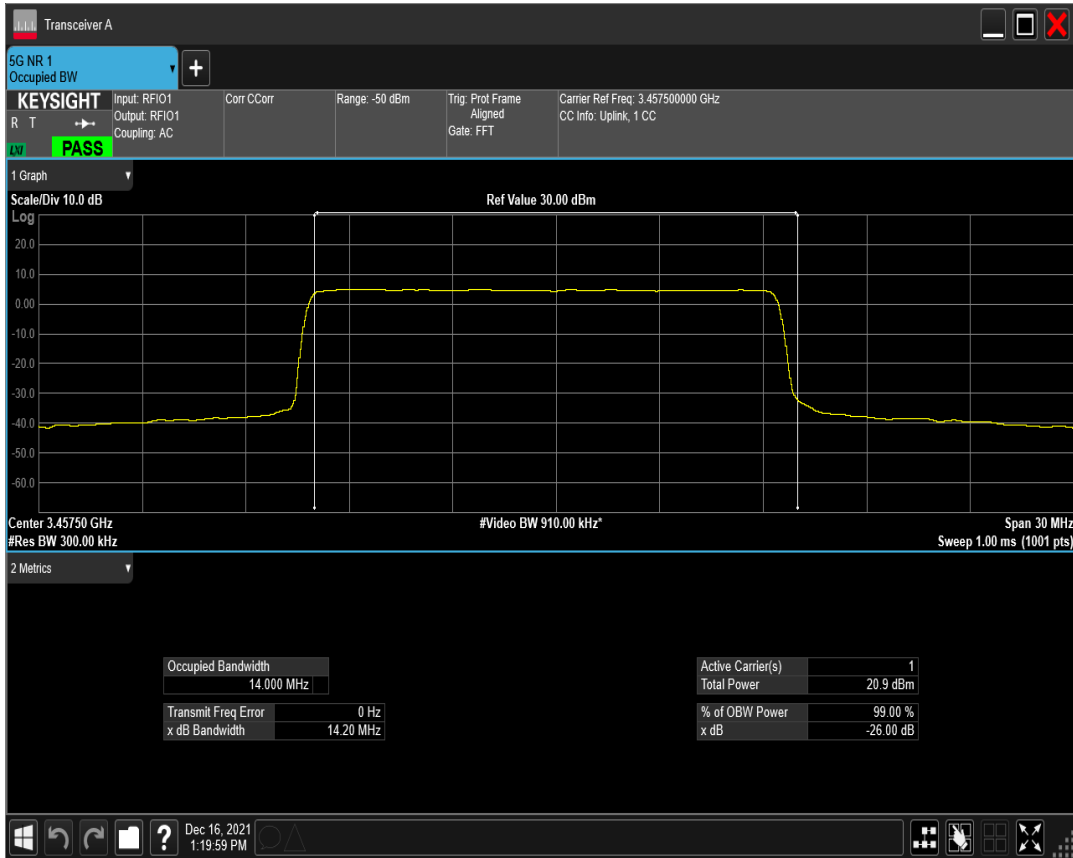 Transceiver A
5G NR 1
Occupied BW
KEYSIGHT
R T
LXI
PASS
Input: RFIO1
Output: RFIO1
Coupling: AC
Corr CCorr
Range: -50 dBm
Trig: Prot Frame
Aligned
Gate: FFT
Carrier Ref Freq: 3.457500000 GHz
CC Info: Uplink, 1 CC
1 Graph
Scale/Div 10.0 dB
Ref Value 30.00 dBm
Log
20.0
10.0
0.00
-10.0
-20.0
-30.0
-40.0
-50.0
-60.0
Center 3.45750 GHz
#Video BW 910.00 kHz*
Span 30 MHz
#Res BW 300.00 kHz
Sweep 1.00 ms (1001 pts)
2 Metrics
Occupied Bandwidth
14.000 MHz
Active Carrier(s) 1
Total Power 20.9 dBm
Transmit Freq Error 0 Hz
x dB Bandwidth 14.20 MHz
% of OBW Power 99.00 %
x dB -26.00 dB
?
Dec 16, 2021
1:19:59 PM